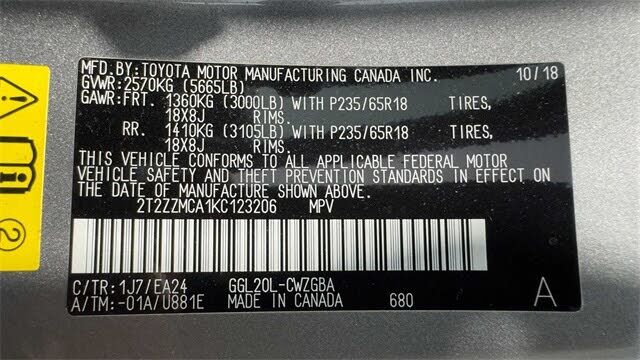 MFD. BY: TOYOTA MOTOR MANUFACTURING CANADA INC. 10/18
GVWR: 2570KG (5665LB)
GAWR: FRT. 1360KG (3000LB) WITH P235/65R18 TIRES,
18X8J RIMS.
RR. 1410KG (3105LB) WITH P235/65R18 TIRES,
18X8J RIMS.
THIS VEHICLE CONFORMS TO ALL APPLICABLE FEDERAL MOTOR
VEHICLE SAFETY AND THEFT PREVENTION STANDARDS IN EFFECT ON
THE DATE OF MANUFACTURE SHOWN ABOVE.
2T2ZZMCA1KC123206 MPV
C/TR: 1J7/EA24 GGL20L-CWZGBA
A/TM: -01A/U881E MADE IN CANADA 680 A
2